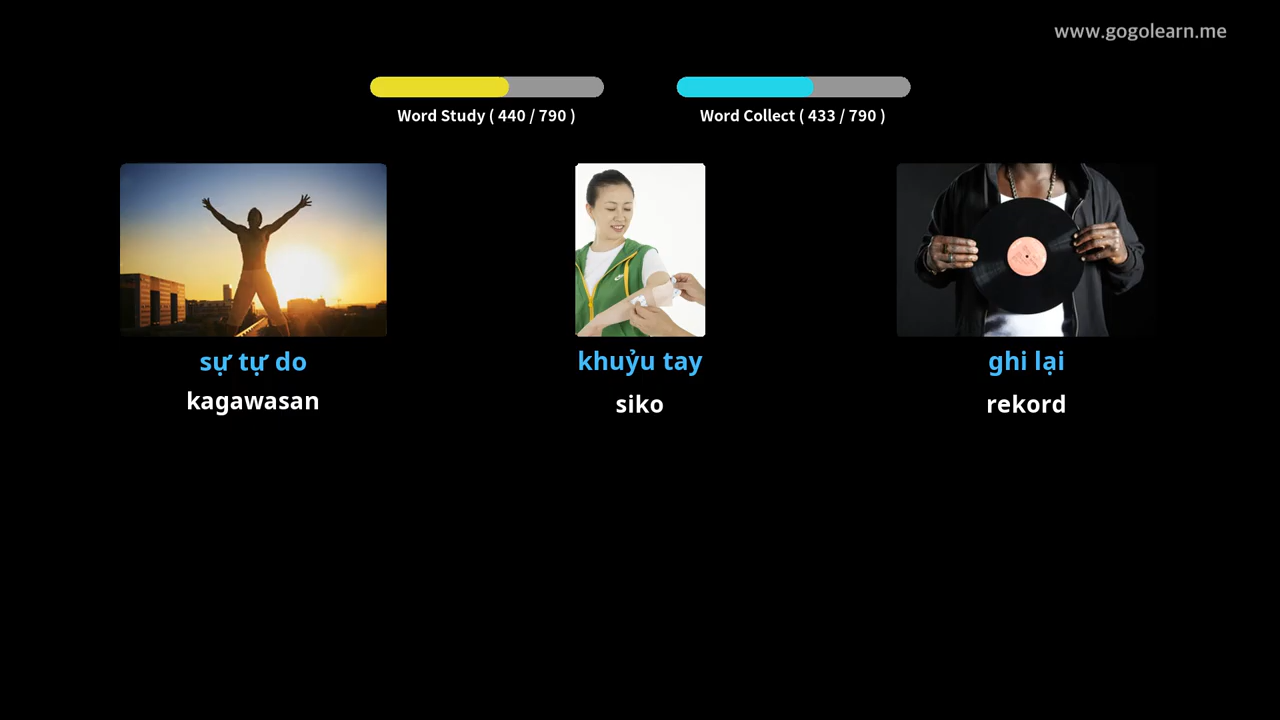 www.gogolearn.me
Word Study ( 440 / 790 )
Word Collect ( 433 / 790 )
sự tự do
khuỷu tay
ghi lại
kagawasan
siko
rekord